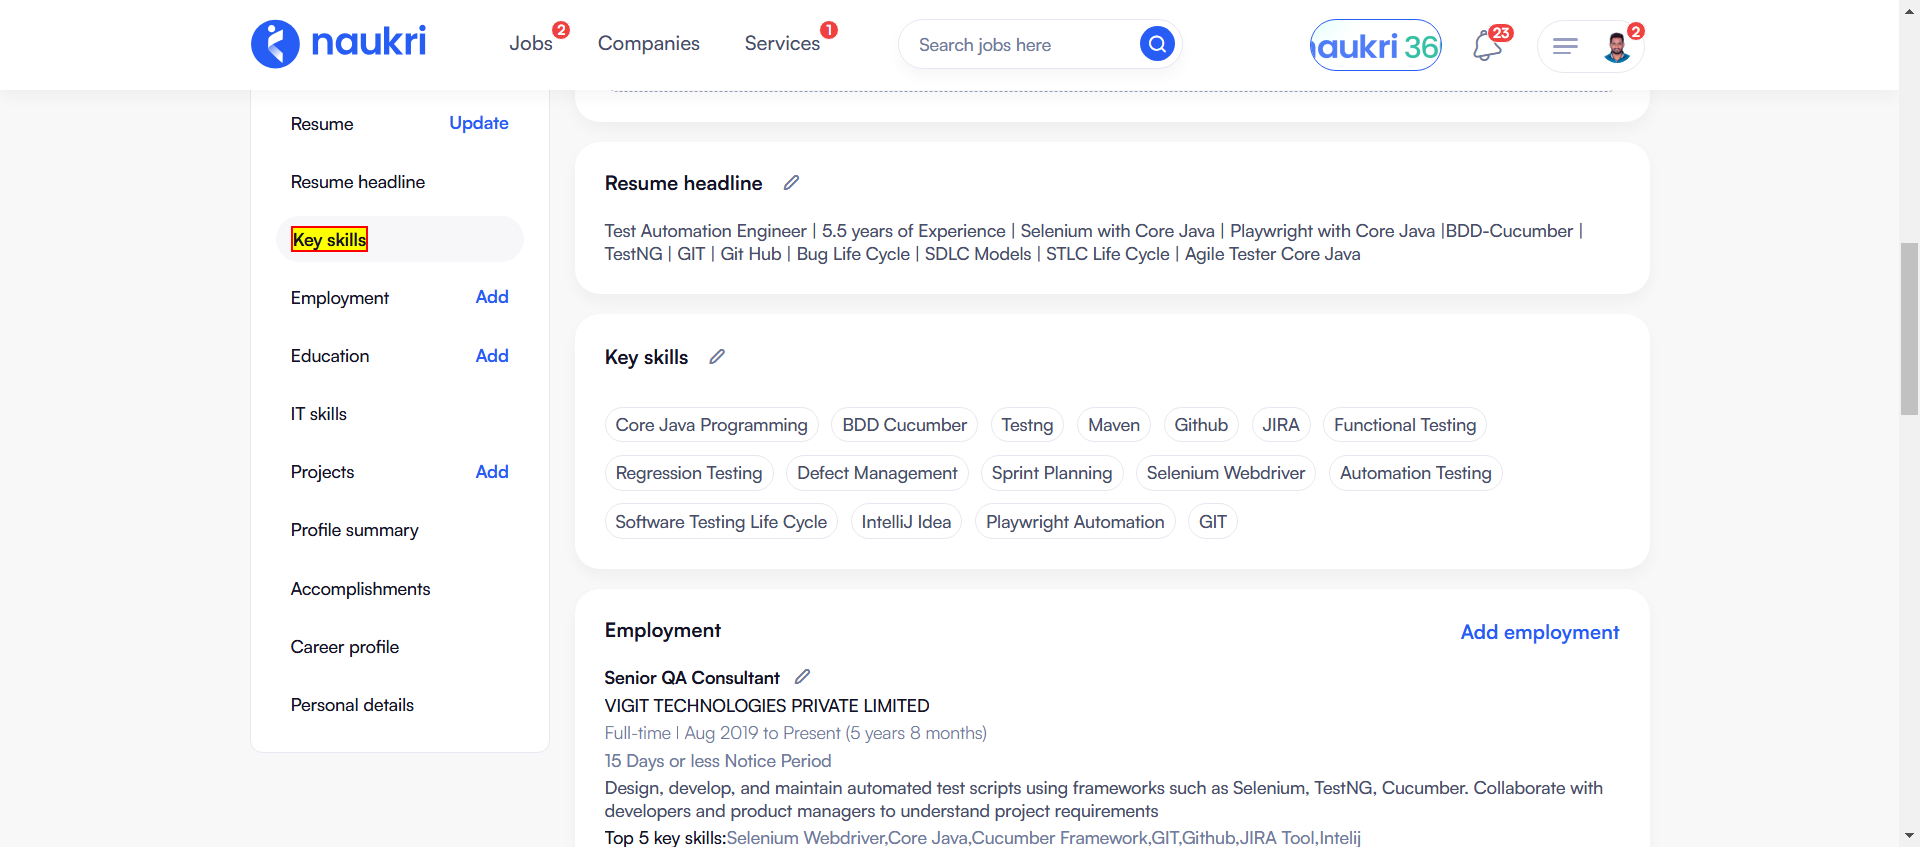 naukri
Jobs 2
Companies
Services 1
Search jobs here
aukri 36
23
2
Resume Update
Resume headline
Key skills
Employment Add
Education Add
IT skills
Projects Add
Profile summary
Accomplishments
Career profile
Personal details
Resume headline
Test Automation Engineer | 5.5 years of Experience | Selenium with Core Java | Playwright with Core Java |BDD-Cucumber |
TestNG | GIT | Git Hub | Bug Life Cycle | SDLC Models | STLC Life Cycle | Agile Tester Core Java
Key skills
Core Java Programming BDD Cucumber Testng Maven Github JIRA Functional Testing
Regression Testing Defect Management Sprint Planning Selenium Webdriver Automation Testing
Software Testing Life Cycle IntelliJ Idea Playwright Automation GIT
Employment Add employment
Senior QA Consultant
VIGIT TECHNOLOGIES PRIVATE LIMITED
Full-time | Aug 2019 to Present (5 years 8 months)
15 Days or less Notice Period
Design, develop, and maintain automated test scripts using frameworks such as Selenium, TestNG, Cucumber. Collaborate with
developers and product managers to understand project requirements
Top 5 key skills:Selenium Webdriver,Core Java,Cucumber Framework,GIT,Github,JIRA Tool,Intelij